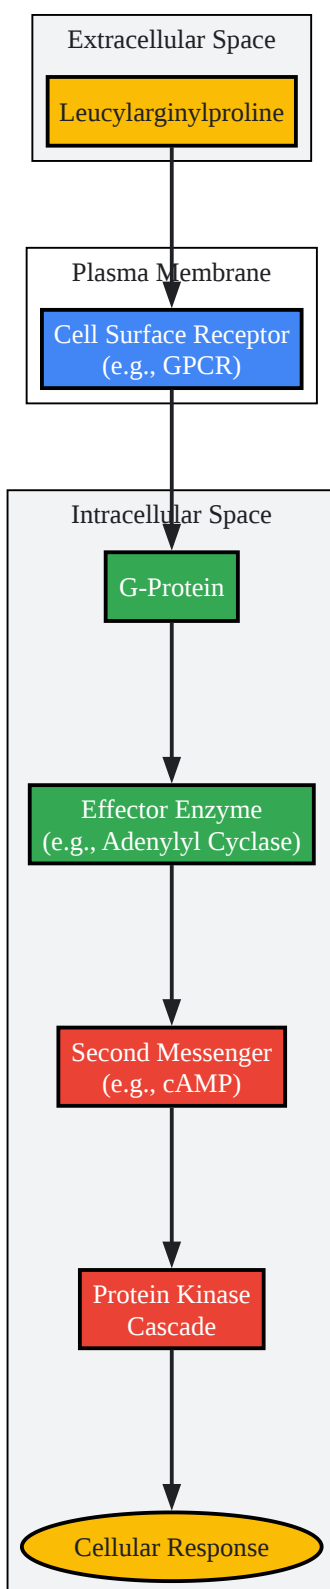 Extracellular Space
Leucylarginylproline
Plasma Membrane
Cell Surface Receptor
(e.g., GPCR)
Intracellular Space
G-Protein
Effector Enzyme
(e.g., Adenylyl Cyclase)
Second Messenger
(e.g., cAMP)
Protein Kinase
Cascade
Cellular Response